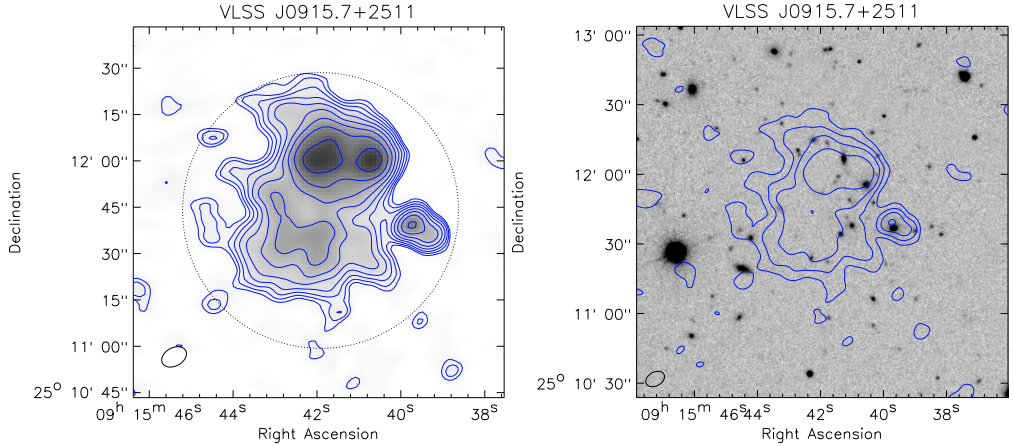 VLSS J0915.7+2511
30"
15"
12' 00"
45"
30"
15"
11' 00"
25° 10' 45"
09ʰ 15ᵐ 46ˢ 44ˢ 42ˢ 40ˢ 38ˢ
Right Ascension
Declination
VLSS J0915.7+2511
13' 00"
30"
12' 00"
30"
11' 00"
25° 10' 30"
09ʰ 15ᵐ 46ˢ 44ˢ 42ˢ 40ˢ 38ˢ
Right Ascension
Declination